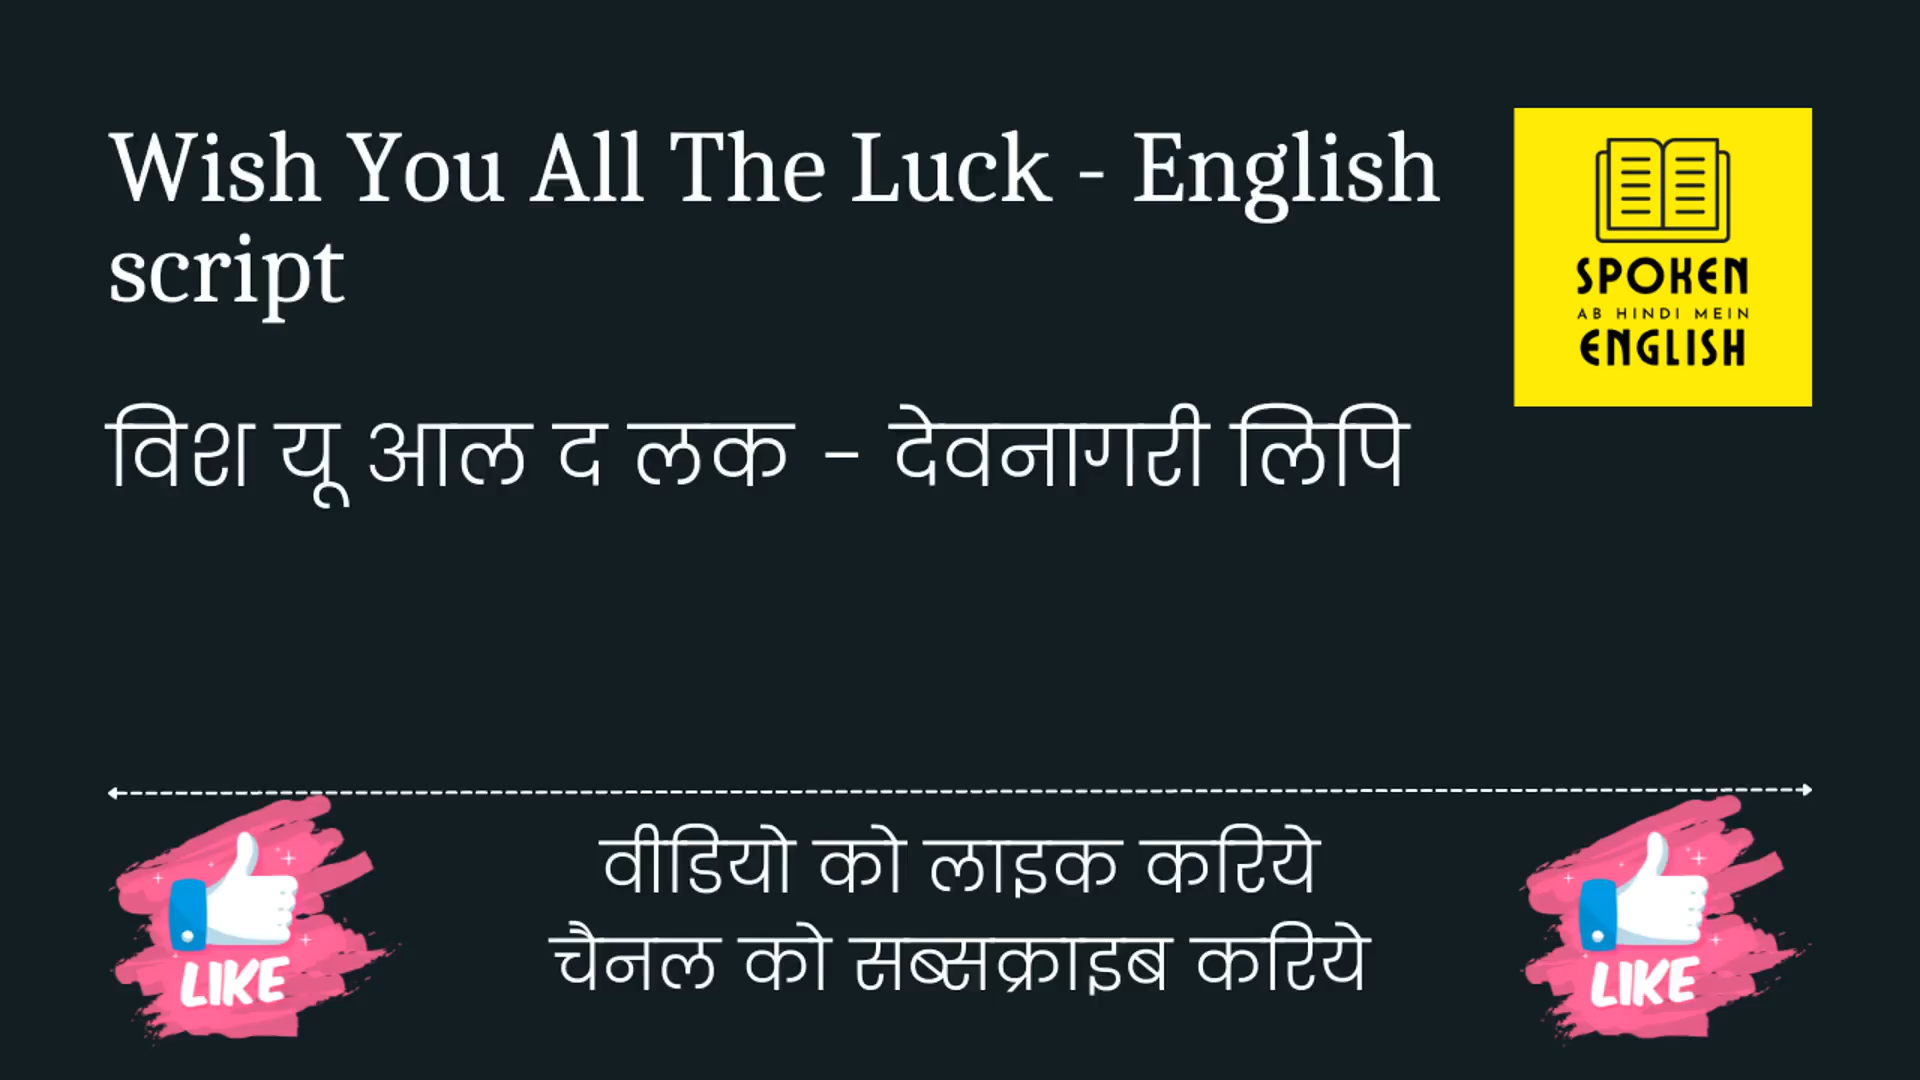 Wish You All The Luck - English
script
SPOKEN
AB HINDI MEIN
ENGLISH
विश यू आल द लक - देवनागरी लिपि
वीडियो को लाइक करिये
चैनल को सब्सक्राइब करिये
LIKE
LIKE